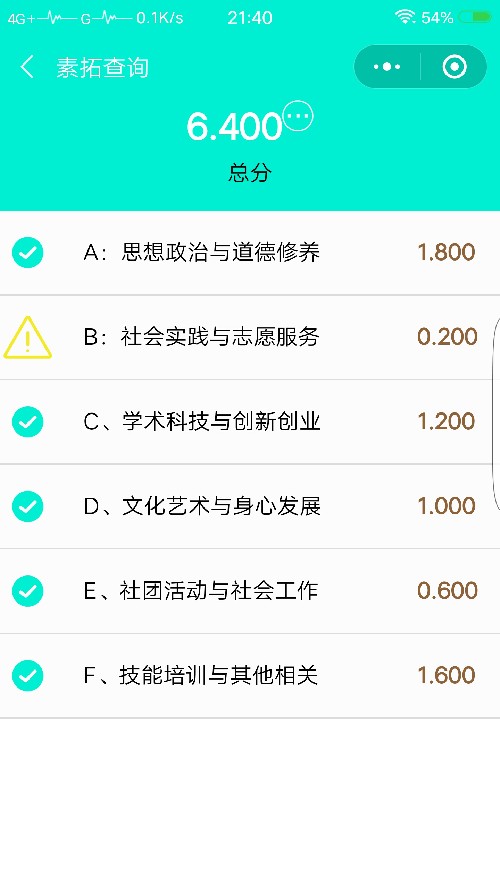 4G+ G 0.1K/s 21:40 54%
素拓查询
6.400
总分
A：思想政治与道德修养 1.800
B：社会实践与志愿服务 0.200
C、学术科技与创新创业 1.200
D、文化艺术与身心发展 1.000
E、社团活动与社会工作 0.600
F、技能培训与其他相关 1.600